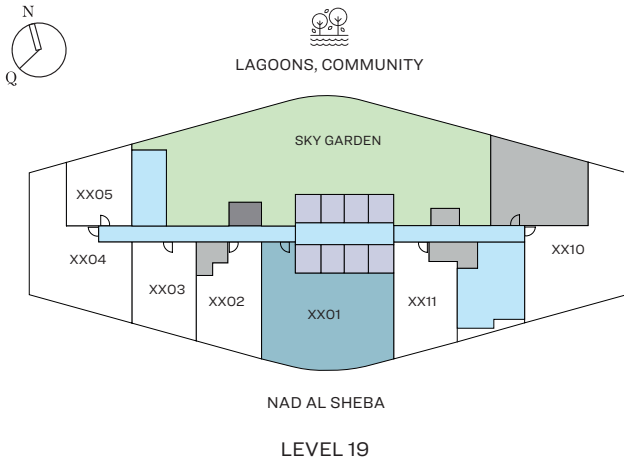 N
Q
LAGOONS, COMMUNITY
SKY GARDEN
XX05
XX04
XX03
XX02
XX01
XX11
XX10
NAD AL SHEBA
LEVEL 19